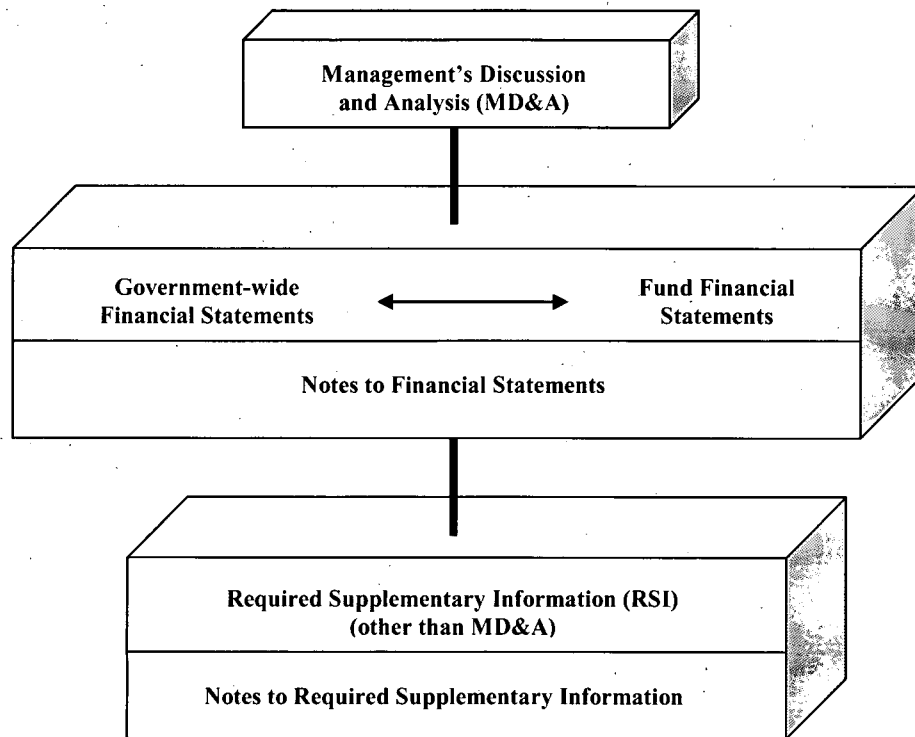 Management's Discussion
and Analysis (MD&A)
Government-wide
Financial Statements
Fund Financial
Statements
Notes to Financial Statements
Required Supplementary Information (RSI)
(other than MD&A)
Notes to Required Supplementary Information